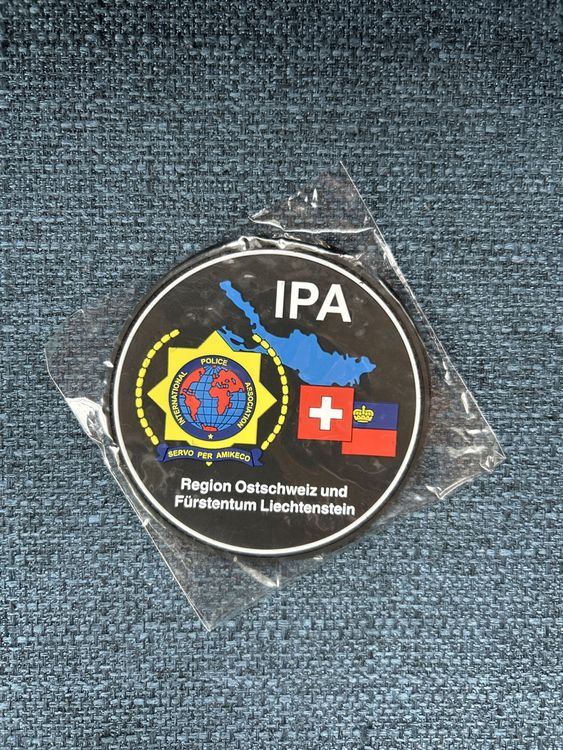 IPA
INTERNATIONAL POLICE ASSOCIATION
SERVO PER AMIKECO
Region Ostschweiz und
Fürstentum Liechtenstein